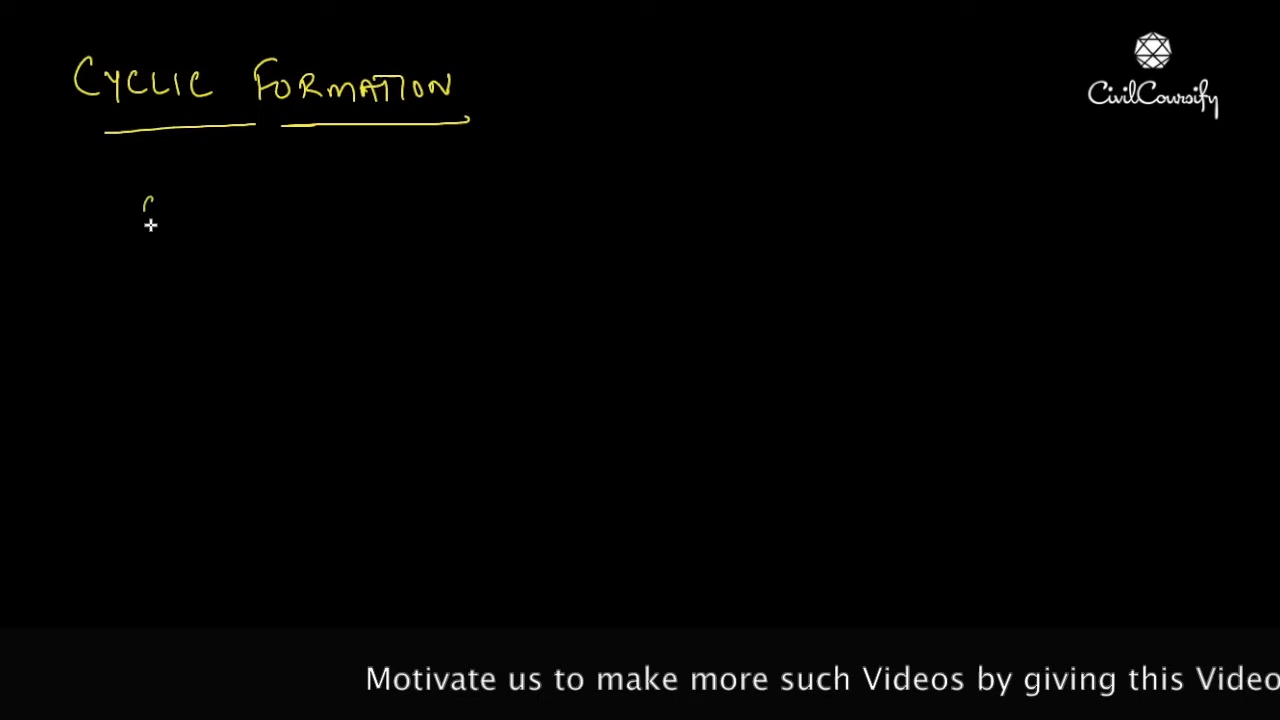 CYCLIC FORMATION
CivilCoursify
Motivate us to make more such Videos by giving this Video